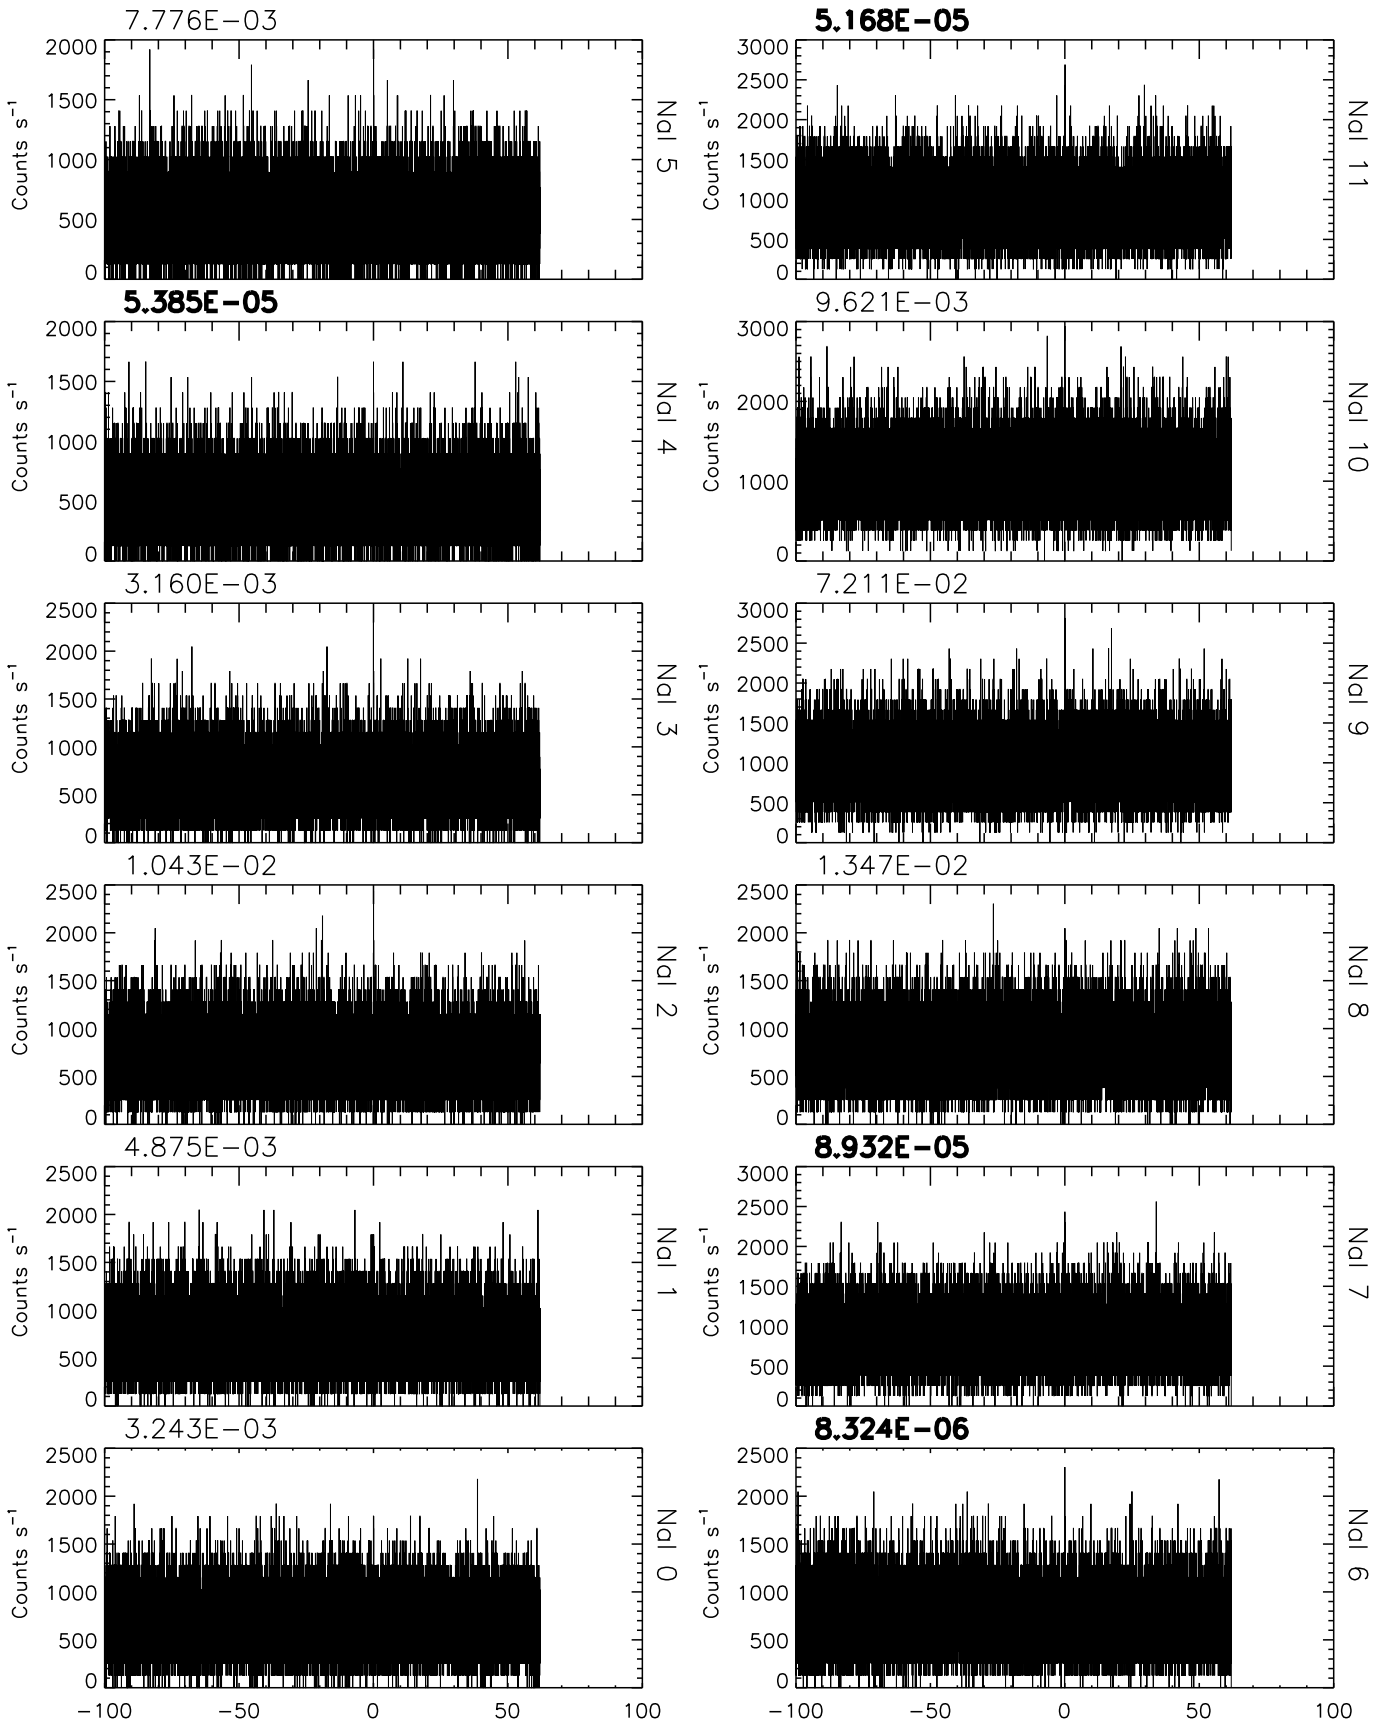 7.776E−03
2000
1500
1000
500
0
Counts s⁻¹
NaI 5
5.385E−05
2000
1500
1000
500
0
Counts s⁻¹
NaI 4
3.160E−03
2500
2000
1500
1000
500
0
Counts s⁻¹
NaI 3
1.043E−02
2500
2000
1500
1000
500
0
Counts s⁻¹
NaI 2
4.875E−03
2500
2000
1500
1000
500
0
Counts s⁻¹
NaI 1
3.243E−03
2500
2000
1500
1000
500
0
Counts s⁻¹
NaI 0
−100 −50 0 50 100
5.168E−05
3000
2500
2000
1500
1000
500
0
Counts s⁻¹
NaI 11
9.621E−03
3000
2000
1000
0
Counts s⁻¹
NaI 10
7.211E−02
3000
2500
2000
1500
1000
500
0
Counts s⁻¹
NaI 9
1.347E−02
2500
2000
1500
1000
500
0
Counts s⁻¹
NaI 8
8.932E−05
3000
2500
2000
1500
1000
500
0
Counts s⁻¹
NaI 7
8.324E−06
2500
2000
1500
1000
500
0
Counts s⁻¹
NaI 6
−100 −50 0 50 100